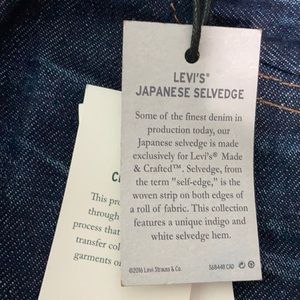 LEVI'S®
JAPANESE SELVEDGE
Some of the finest denim in
production today, our
Japanese selvedge is made
exclusively for Levi's® Made
& Crafted™. Selvedge, from
the term "self-edge," is the
woven strip on both edges of
a roll of fabric. This collection
features a unique indigo and
white selvedge hem.
©2016 Levi Strauss & Co.
568448 CAO
This pro
through
process that
transfer colo
garments o